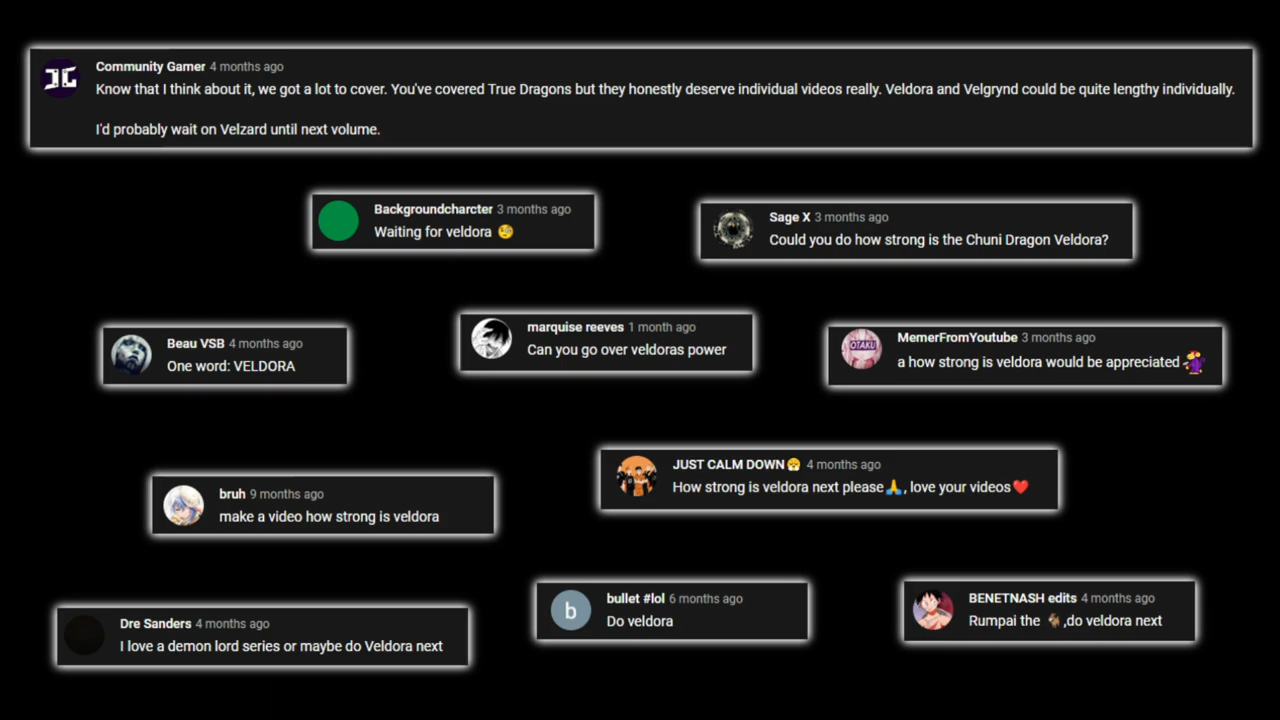 Community Gamer 4 months ago
Know that I think about it, we got a lot to cover. You've covered True Dragons but they honestly deserve individual videos really. Veldora and Velgrynd could be quite lengthy individually.
I'd probably wait on Velzard until next volume.
Backgroundcharcter 3 months ago
Waiting for veldora 🧐
Sage X 3 months ago
Could you do how strong is the Chuni Dragon Veldora?
Beau VSB 4 months ago
One word: VELDORA
marquise reeves 1 month ago
Can you go over veldoras power
OTAKU
MemerFromYoutube 3 months ago
a how strong is veldora would be appreciated
bruh 9 months ago
make a video how strong is veldora
JUST CALM DOWN😤 4 months ago
How strong is veldora next please🙏, love your videos❤️
Dre Sanders 4 months ago
I love a demon lord series or maybe do Veldora next
b
bullet #lol 6 months ago
Do veldora
BENETNASH edits 4 months ago
Rumpai the 🐐,do veldora next